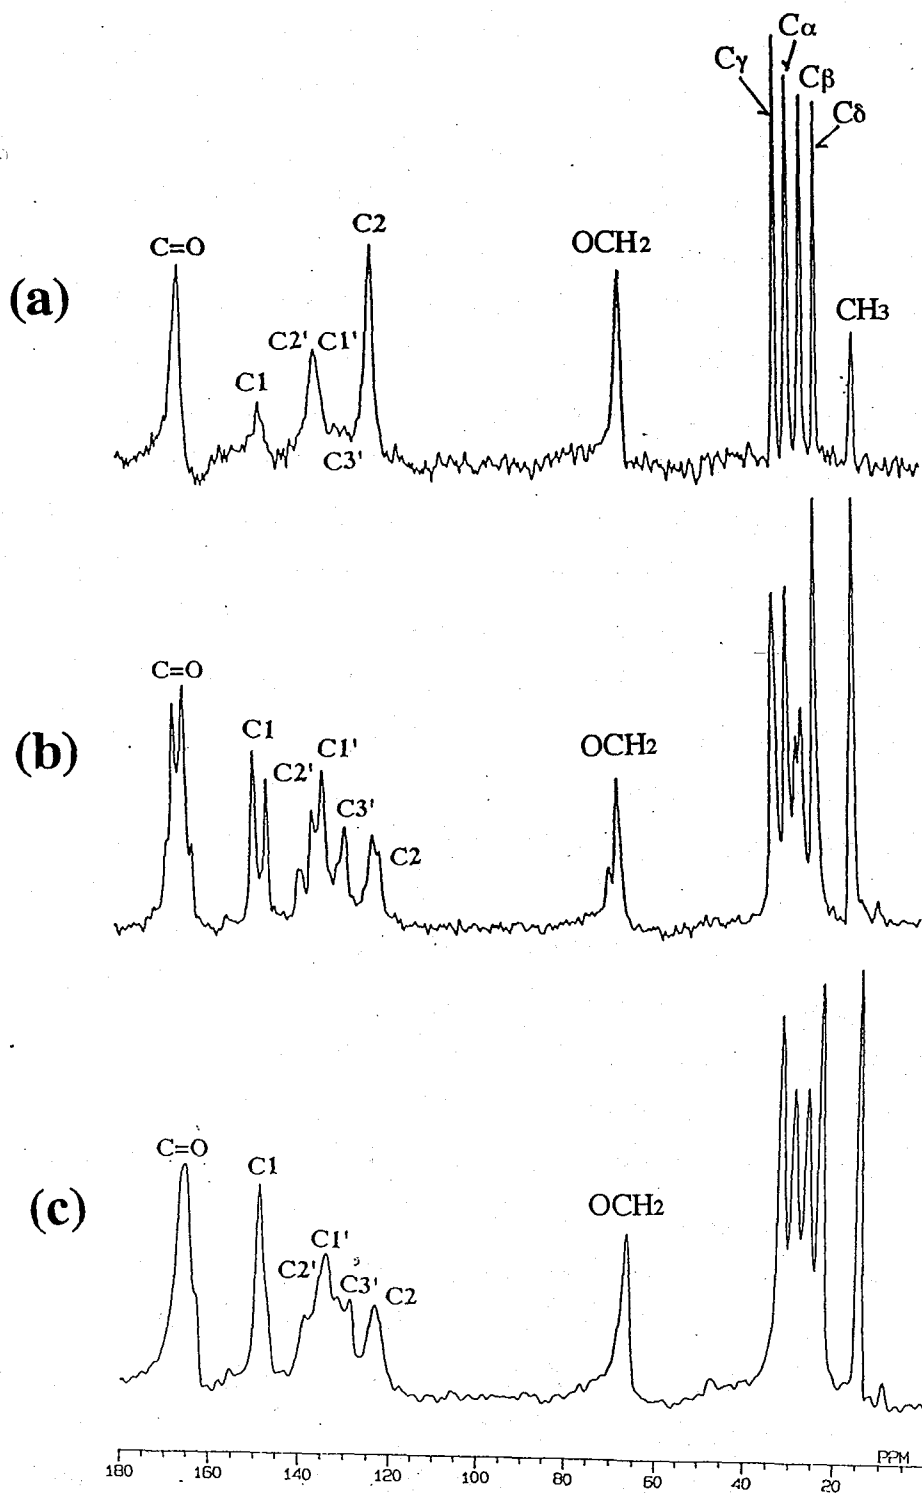 Cα
Cγ
Cβ
Cδ
C2
C=O
OCH2
(a)
CH3
C2' C1'
C1
C3'
C=O
C1
C1'
(b)
OCH2
C2'
C3'
C2
C=O
C1
(c)
OCH2
C1'
C2'
C3'
C2
PPM
180 160 140 120 100 80 60 40 20